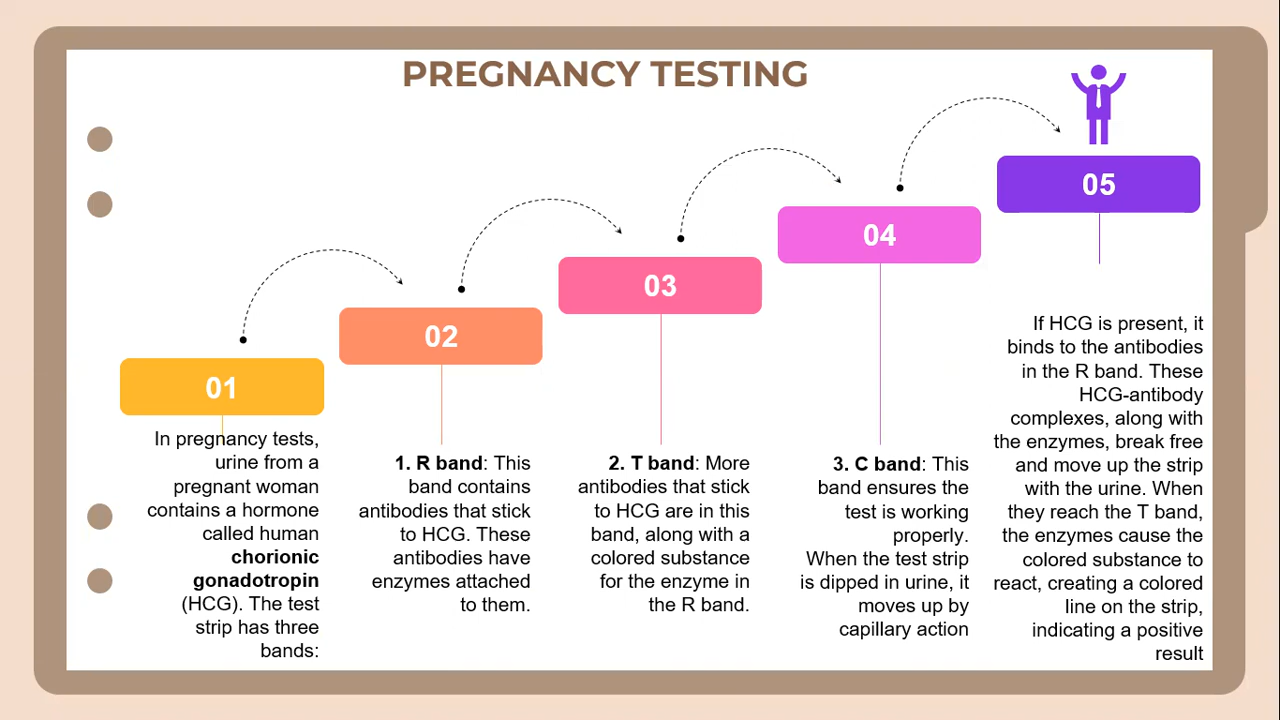 PREGNANCY TESTING
01
In pregnancy tests,
urine from a
pregnant woman
contains a hormone
called human
chorionic
gonadotropin
(HCG). The test
strip has three
bands:
02
1. R band: This
band contains
antibodies that stick
to HCG. These
antibodies have
enzymes attached
to them.
03
2. T band: More
antibodies that stick
to HCG are in this
band, along with a
colored substance
for the enzyme in
the R band.
04
3. C band: This
band ensures the
test is working
properly.
When the test strip
is dipped in urine, it
moves up by
capillary action
05
If HCG is present, it
binds to the antibodies
in the R band. These
HCG-antibody
complexes, along with
the enzymes, break free
and move up the strip
with the urine. When
they reach the T band,
the enzymes cause the
colored substance to
react, creating a colored
line on the strip,
indicating a positive
result